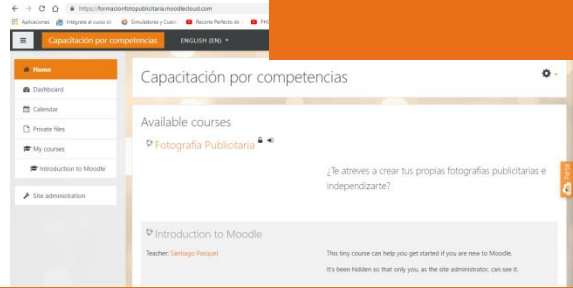 https://formacionfotopublicitaria.moodlecloud.com
Aplicaciones
Simuladores y Cuest
Recorte Perfecto de
Capacitación por competencias
ENGLISH (EN)
Home
Dashboard
Calendar
Private files
My courses
Introduction to Moodle
Site administration
Capacitación por competencias
Available courses
Fotografía Publicitaria
¿Te atreves a crear tus propias fotografías publicitarias e
independizarte?
Portal
Introduction to Moodle
Teacher: Santiago Pasquel
This tiny course can help you get started if you are new to Moodle.
It's been hidden so that only you, as the site administrator, can see it.